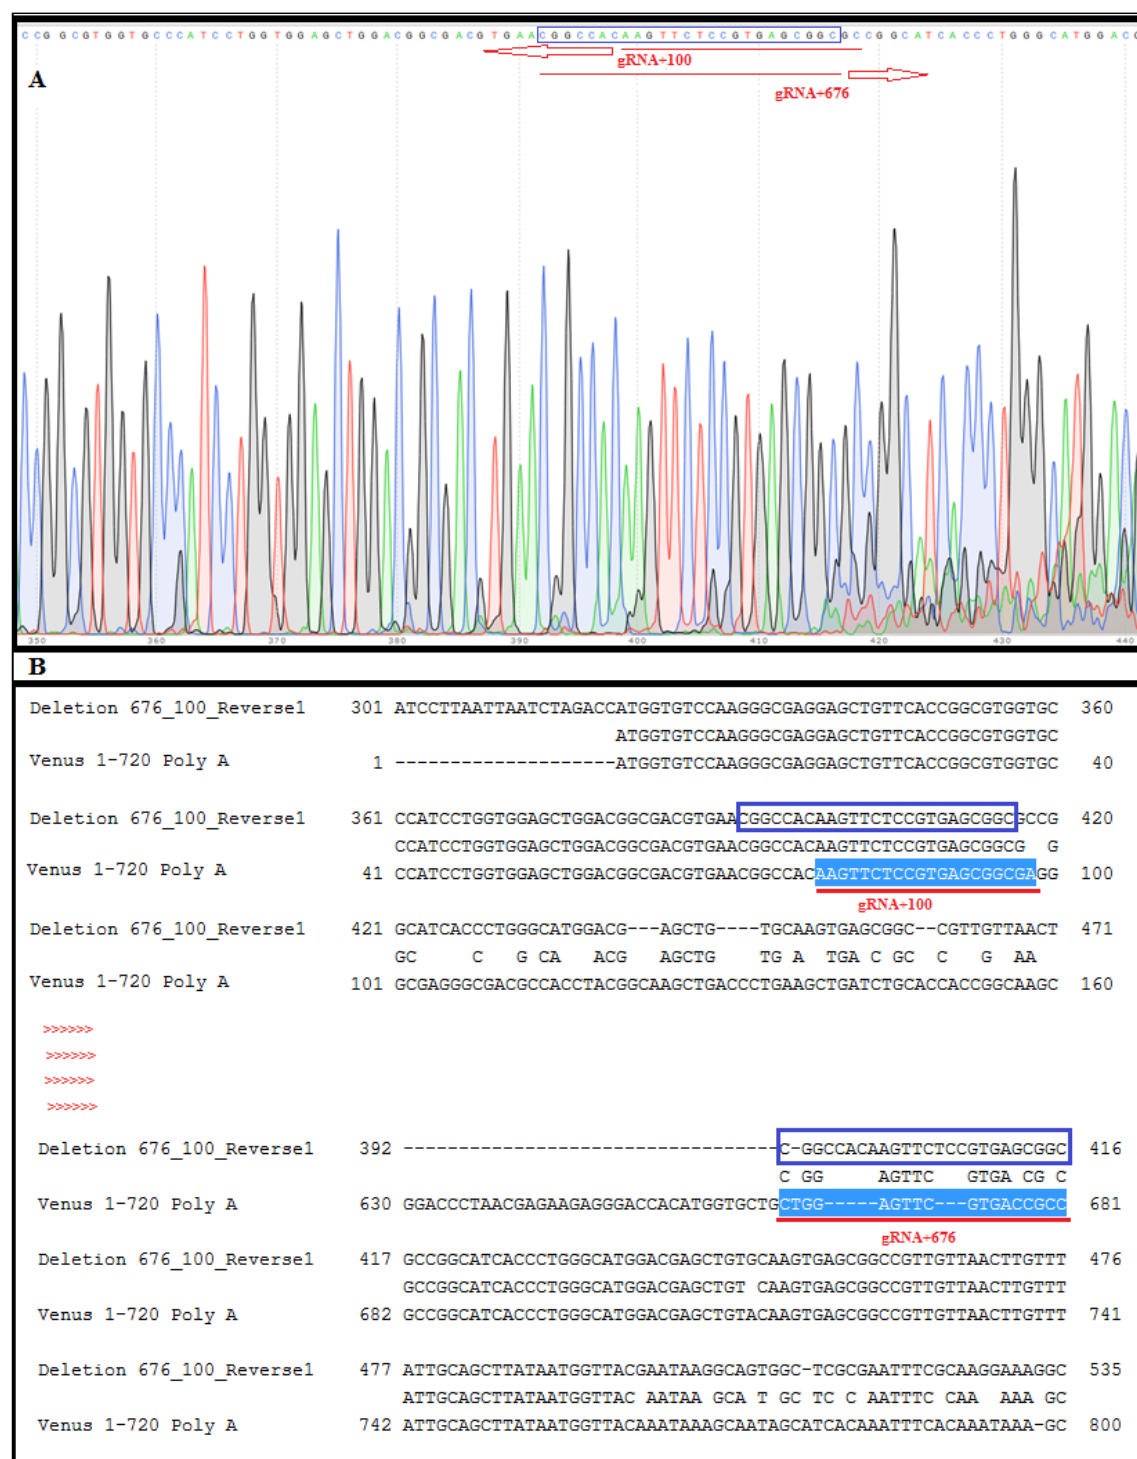 CCGGCGTGGTGCCCATCCTGGTGGAGCTGGACGGCGACGTGAACGGCCACAAGTTCTCCGTGAGCGGCGCCGGCATCACCCTGGGCATGGACG
gRNA+100
A
gRNA+676
350 360 370 380 390 400 410 420 430 440
B
Deletion 676_100_Reverse1 301 ATCCTTAATTAATCTAGACCATGGTGTCCAAGGGCGAGGAGCTGTTCACCGGCGTGGTGC 360
ATGGTGTCCAAGGGCGAGGAGCTGTTCACCGGCGTGGTGC
Venus 1-720 Poly A 1 --------------------ATGGTGTCCAAGGGCGAGGAGCTGTTCACCGGCGTGGTGC 40
Deletion 676_100_Reverse1 361 CCATCCTGGTGGAGCTGGACGGCGACGTGAACGGCCACAAGTTCTCCGTGAGCGGCGCCG 420
CCATCCTGGTGGAGCTGGACGGCGACGTGAACGGCCACAAGTTCTCCGTGAGCGGCG G
Venus 1-720 Poly A 41 CCATCCTGGTGGAGCTGGACGGCGACGTGAACGGCCACAAGTTCTCCGTGAGCGGCGAGG 100
gRNA+100
Deletion 676_100_Reverse1 421 GCATCACCCTGGGCATGGACG---AGCTG----TGCAAGTGAGCGGC--CGTTGTTAACT 471
GC C G CA ACG AGCTG TG A TGA C GC C G AA
Venus 1-720 Poly A 101 GCGAGGGCGACGCCACCTACGGCAAGCTGACCCTGAAGCTGATCTGCACCACCGGCAAGC 160
>>>>>>
>>>>>>
>>>>>>
>>>>>>
Deletion 676_100_Reverse1 392 ----------------------------------C-GGCCACAAGTTCTCCGTGAGCGGC 416
C GG AGTTC GTGA CG C
Venus 1-720 Poly A 630 GGACCCTAACGAGAAGAGGGACCACATGGTGCTGCTGG-----AGTTC---GTGACCGCC 681
gRNA+676
Deletion 676_100_Reverse1 417 GCCGGCATCACCCTGGGCATGGACGAGCTGTGCAAGTGAGCGGCCGTTGTTAACTTGTTT 476
GCCGGCATCACCCTGGGCATGGACGAGCTGT CAAGTGAGCGGCCGTTGTTAACTTGTTT
Venus 1-720 Poly A 682 GCCGGCATCACCCTGGGCATGGACGAGCTGTACAAGTGAGCGGCCGTTGTTAACTTGTTT 741
Deletion 676_100_Reverse1 477 ATTGCAGCTTATAATGGTTACGAATAAGGCAGTGGC-TCGCGAATTTCGCAAGGAAAGGC 535
ATTGCAGCTTATAATGGTTAC AATAA GCA T GC TC C AATTTC CAA AAA GC
Venus 1-720 Poly A 742 ATTGCAGCTTATAATGGTTACAAATAAAGCAATAGCATCACAAATTTCACAAATAAA-GC 800